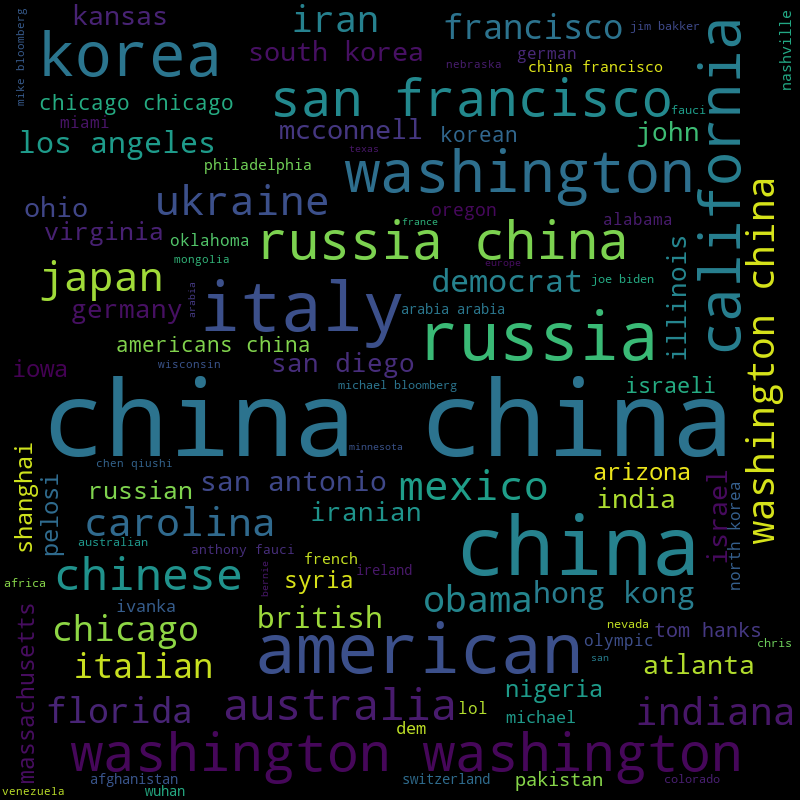 mike bloomberg
kansas
iran
francisco
jim bakker
california
nashville
korea
south korea
german
nebraska
china francisco
san francisco
chicago chicago
fauci
miami
mcconnell
korean
john
los angeles
texas
philadelphia
washington
washington china
ohio
ukraine
oregon
alabama
france
virginia
oklahoma
russia china
illinois
mongolia
europe
japan
democrat
joe biden
germany
arabia
italy
arabia arabia
russia
americans china
iowa
wisconsin
san diego
michael bloomberg
israeli
china china
minnesota
shanghai
chen qiushi
pelosi
russian
san antonio
mexico
arizona
india
israel
north korea
carolina
iranian
china
australian
anthony fauci
french
africa
chinese
bernie
syria
ireland
obama
hong kong
massachusetts
ivanka
british
chicago
american
nevada
olympic
tom hanks
chris
italian
san
atlanta
nigeria
florida
australia
lol
michael
indiana
dem
washington washington
afghanistan
switzerland
pakistan
colorado
venezuela
wuhan